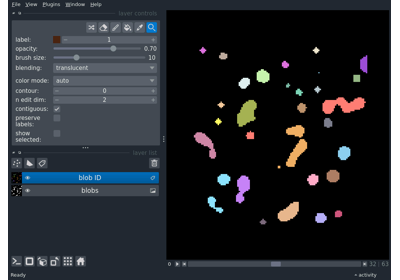 File View Plugins Window Help
layer controls
label: 1
opacity: 0.70
brush size: 10
blending: translucent
color mode: auto
contour: 0
n edit dim: 2
contiguous:
preserve
labels:
show
selected:
layer list
blob ID
blobs
32 63
Ready
activity